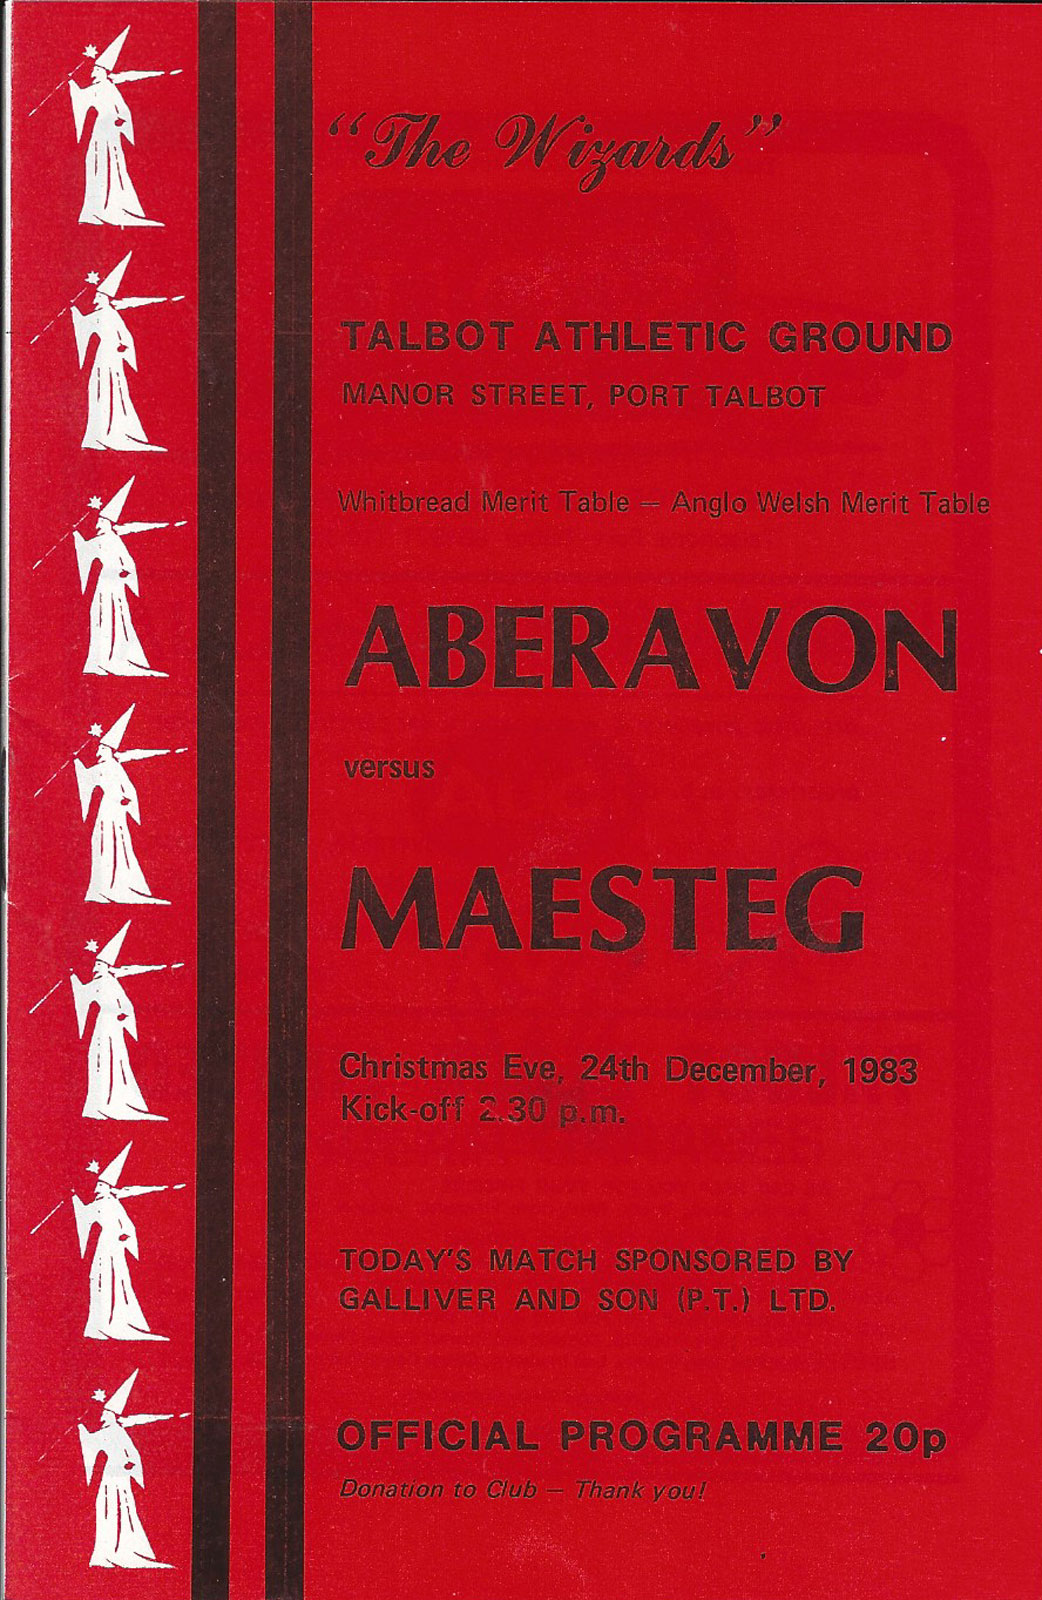 "The Wizards"
TALBOT ATHLETIC GROUND
MANOR STREET, PORT TALBOT
Whitbread Merit Table — Anglo Welsh Merit Table
ABERAVON
versus
MAESTEG
Christmas Eve, 24th December, 1983
Kick-off 2.30 p.m.
TODAY'S MATCH SPONSORED BY
GALLIVER AND SON (P.T.) LTD.
OFFICIAL PROGRAMME 20p
Donation to Club — Thank you!